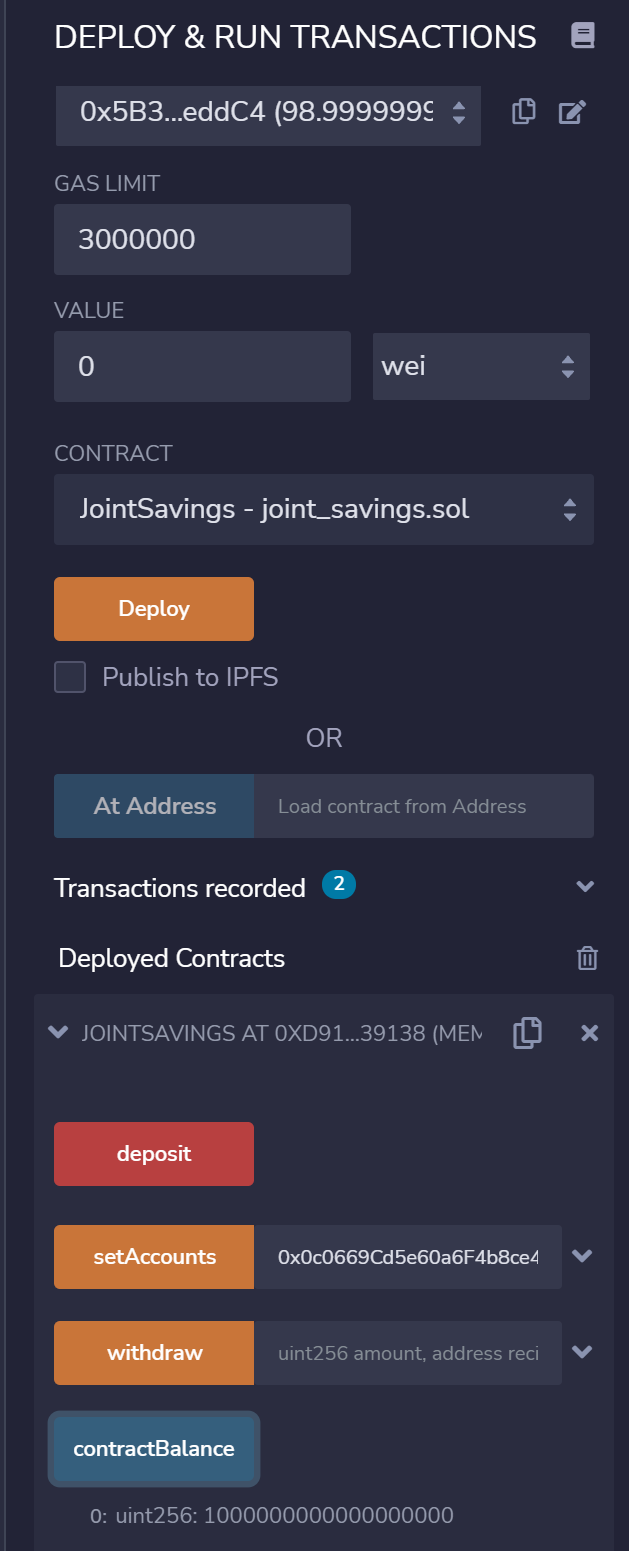 DEPLOY & RUN TRANSACTIONS
0x5B3...eddC4 (98.9999999
GAS LIMIT
3000000
VALUE
0 wei
CONTRACT
JointSavings - joint_savings.sol
Deploy
Publish to IPFS
OR
At Address Load contract from Address
Transactions recorded 2
Deployed Contracts
JOINTSAVINGS AT 0XD91...39138 (MEM
deposit
setAccounts 0x0c0669Cd5e60a6F4b8ce4
withdraw uint256 amount, address reci
contractBalance
0: uint256: 1000000000000000000